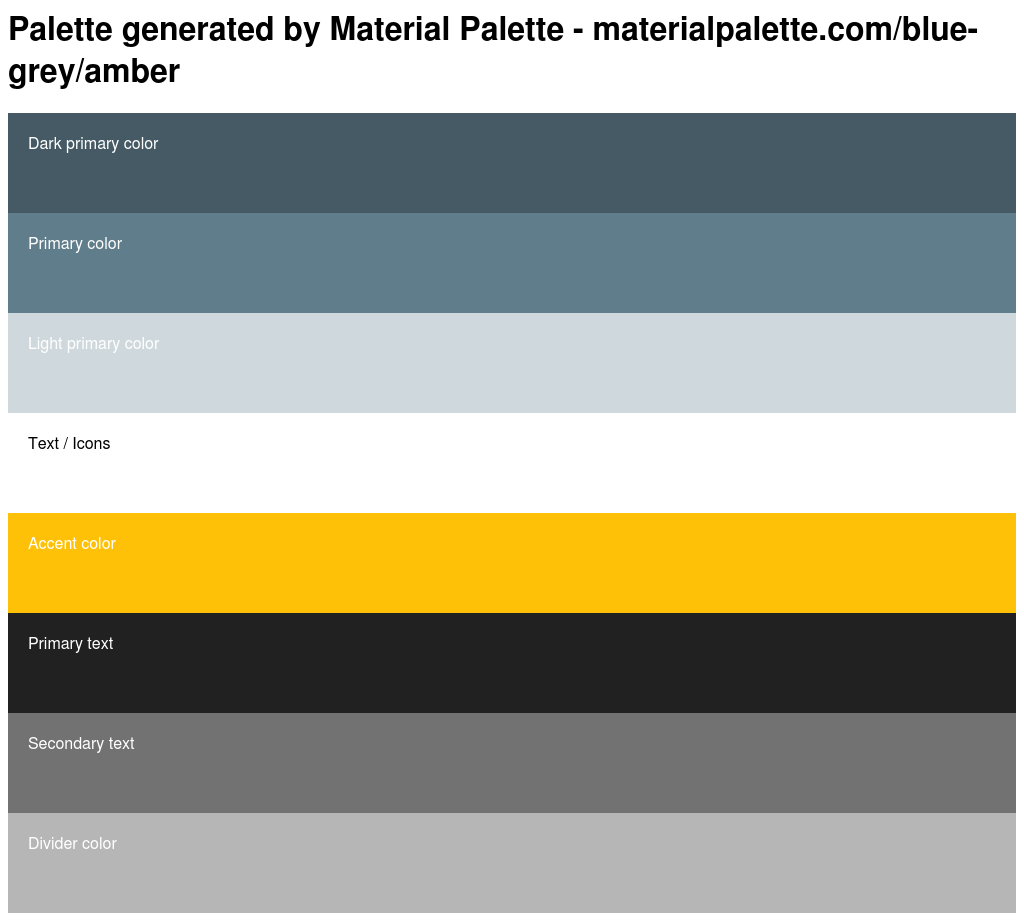 Palette generated by Material Palette - materialpalette.com/blue-
grey/amber
Dark primary color
Primary color
Light primary color
Text / Icons
Accent color
Primary text
Secondary text
Divider color